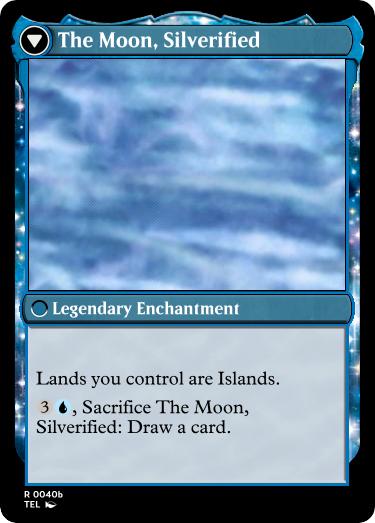 The Moon, Silverified
Legendary Enchantment
Lands you control are Islands.
3, Sacrifice The Moon,
Silverified: Draw a card.
R 0040b
TEL